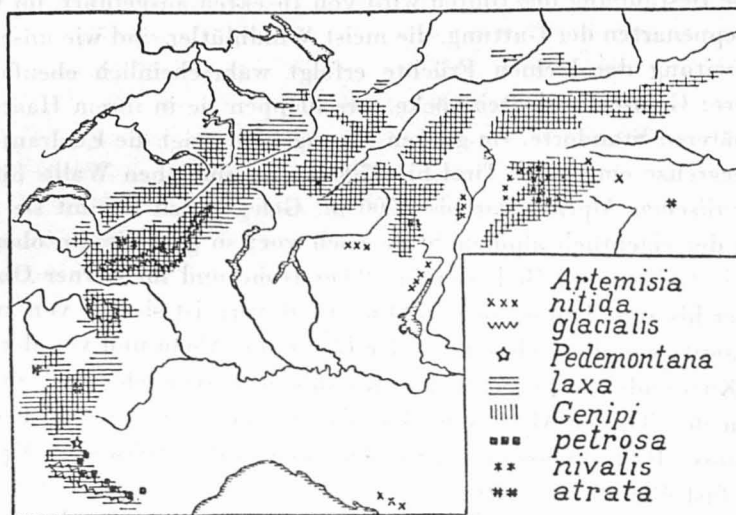 Artemisia
nitida
glacialis
Pedemontana
laxa
Genipi
petrosa
nivalis
atrata